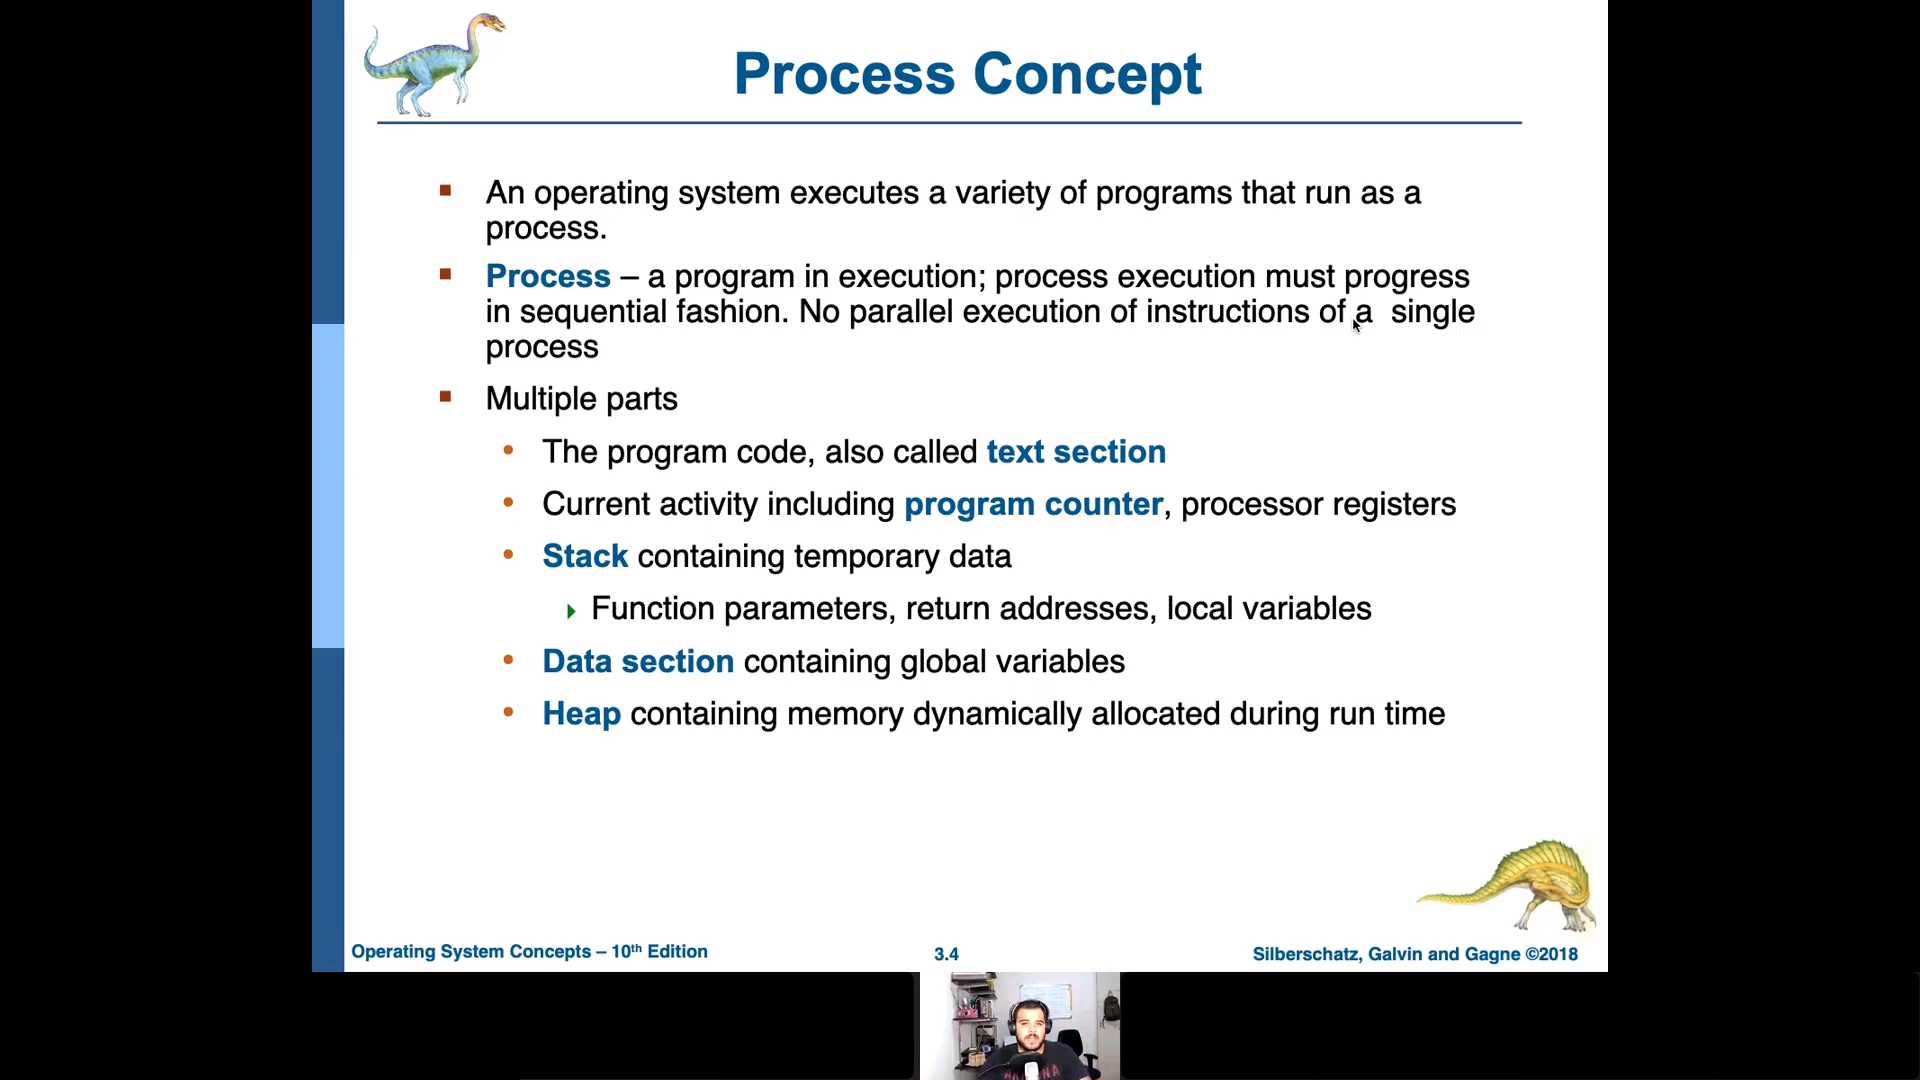 Process Concept
An operating system executes a variety of programs that run as a
process.
Process – a program in execution; process execution must progress
in sequential fashion. No parallel execution of instructions of a  single
process
Multiple parts
The program code, also called text section
Current activity including program counter, processor registers
Stack containing temporary data
Function parameters, return addresses, local variables
Data section containing global variables
Heap containing memory dynamically allocated during run time
Operating System Concepts – 10th Edition
3.4
Silberschatz, Galvin and Gagne ©2018